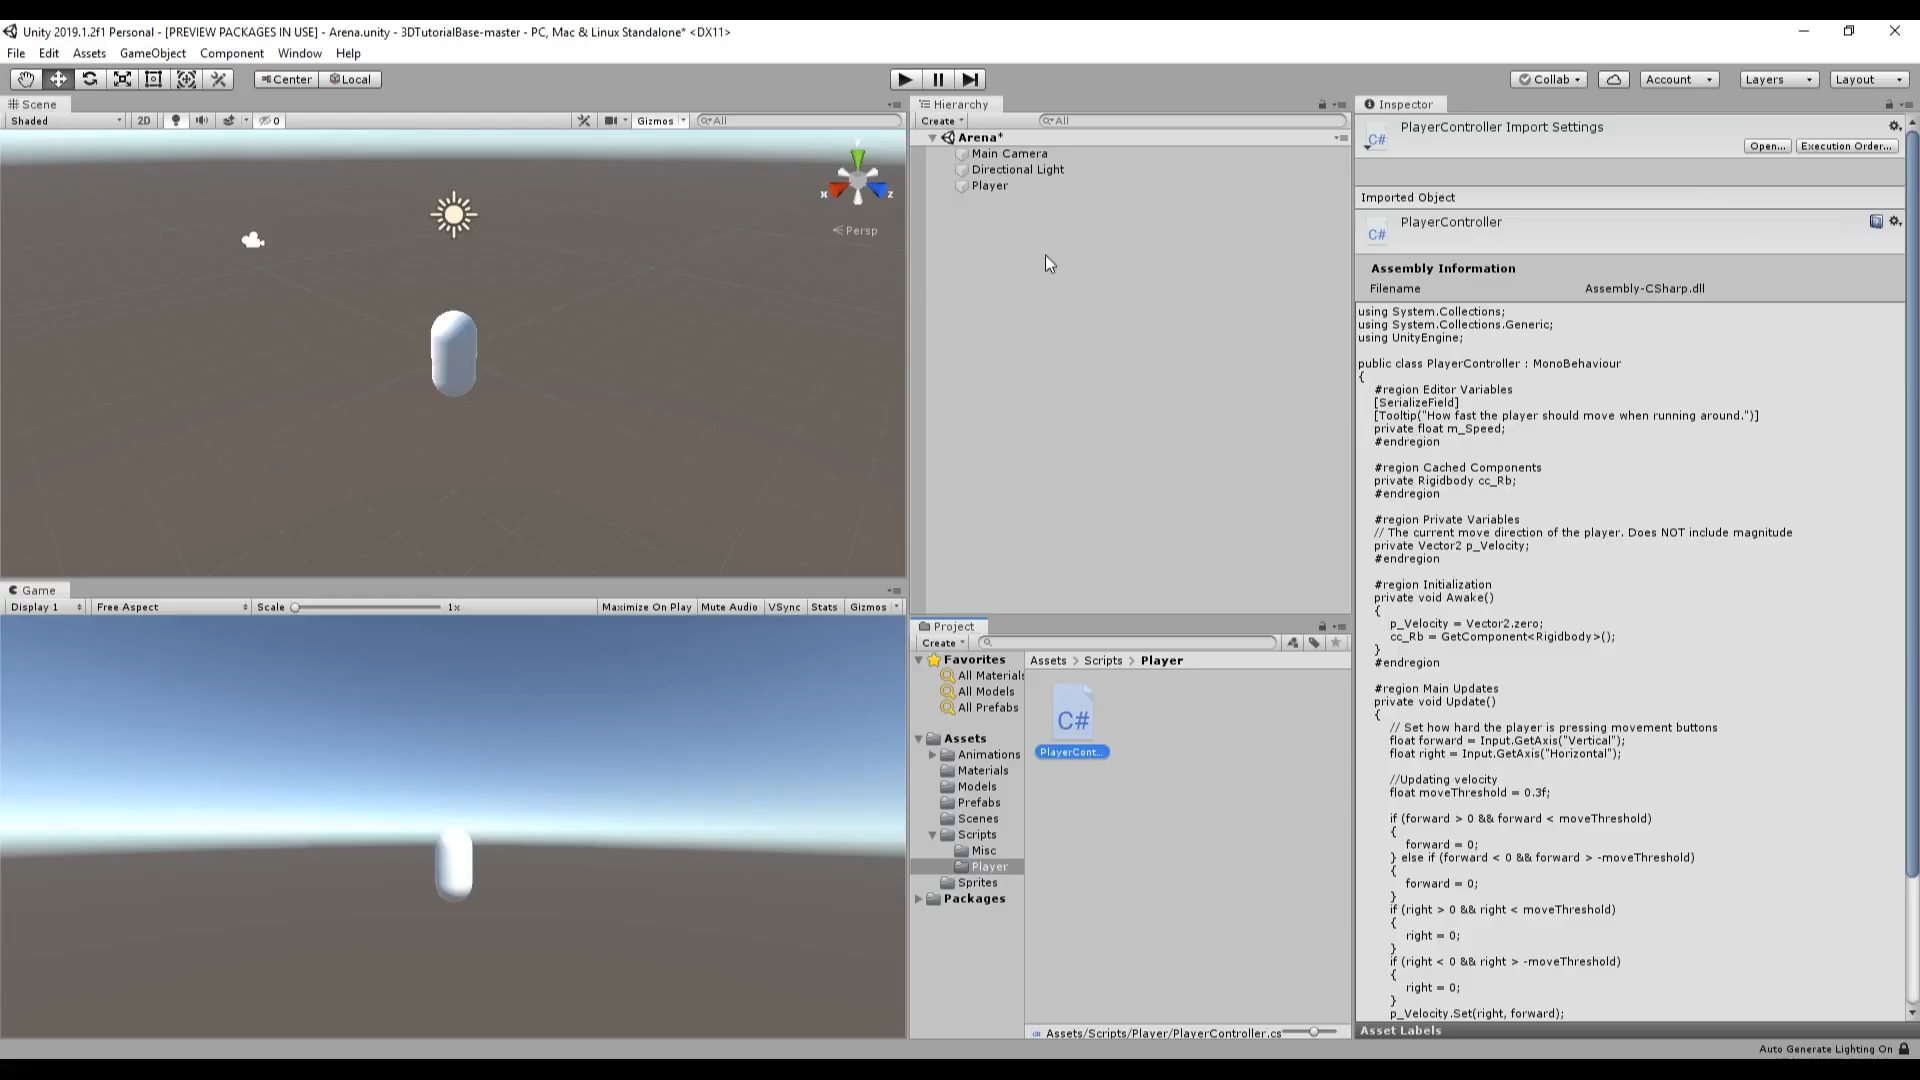 Unity 2019.1.2f1 Personal - [PREVIEW PACKAGES IN USE] - Arena.unity - 3DTutorialBase-master - PC, Mac & Linux Standalone* <DX11>
File Edit Assets GameObject Component Window Help
Center Local
Collab Account Layers Layout
Scene
Shaded 2D 0 Gizmos All
y
x z
Persp
Game
Display 1 Free Aspect Scale 1x Maximize On Play Mute Audio VSync Stats Gizmos
Hierarchy
Create All
Arena*
Main Camera
Directional Light
Player
Project
Create
Favorites
All Materials
All Models
All Prefabs
Assets
Animations
Materials
Models
Prefabs
Scenes
Scripts
Misc
Player
Sprites
Packages
Assets > Scripts > Player
C#
PlayerCont...
Assets/Scripts/Player/PlayerController.cs
Inspector
C#
PlayerController Import Settings
Open... Execution Order...
Imported Object
C#
PlayerController
Assembly Information
Filename Assembly-CSharp.dll
using System.Collections;
using System.Collections.Generic;
using UnityEngine;
public class PlayerController : MonoBehaviour
{
#region Editor Variables
[SerializeField]
[Tooltip("How fast the player should move when running around.")]
private float m_Speed;
#endregion
#region Cached Components
private Rigidbody cc_Rb;
#endregion
#region Private Variables
// The current move direction of the player. Does NOT include magnitude
private Vector2 p_Velocity;
#endregion
#region Initialization
private void Awake()
{
p_Velocity = Vector2.zero;
cc_Rb = GetComponent<Rigidbody>();
}
#endregion
#region Main Updates
private void Update()
{
// Set how hard the player is pressing movement buttons
float forward = Input.GetAxis("Vertical");
float right = Input.GetAxis("Horizontal");
//Updating velocity
float moveThreshold = 0.3f;
if (forward > 0 && forward < moveThreshold)
{
forward = 0;
} else if (forward < 0 && forward > -moveThreshold)
{
forward = 0;
}
if (right > 0 && right < moveThreshold)
{
right = 0;
}
if (right < 0 && right > -moveThreshold)
{
right = 0;
}
p_Velocity.Set(right, forward);
Asset Labels
Auto Generate Lighting On